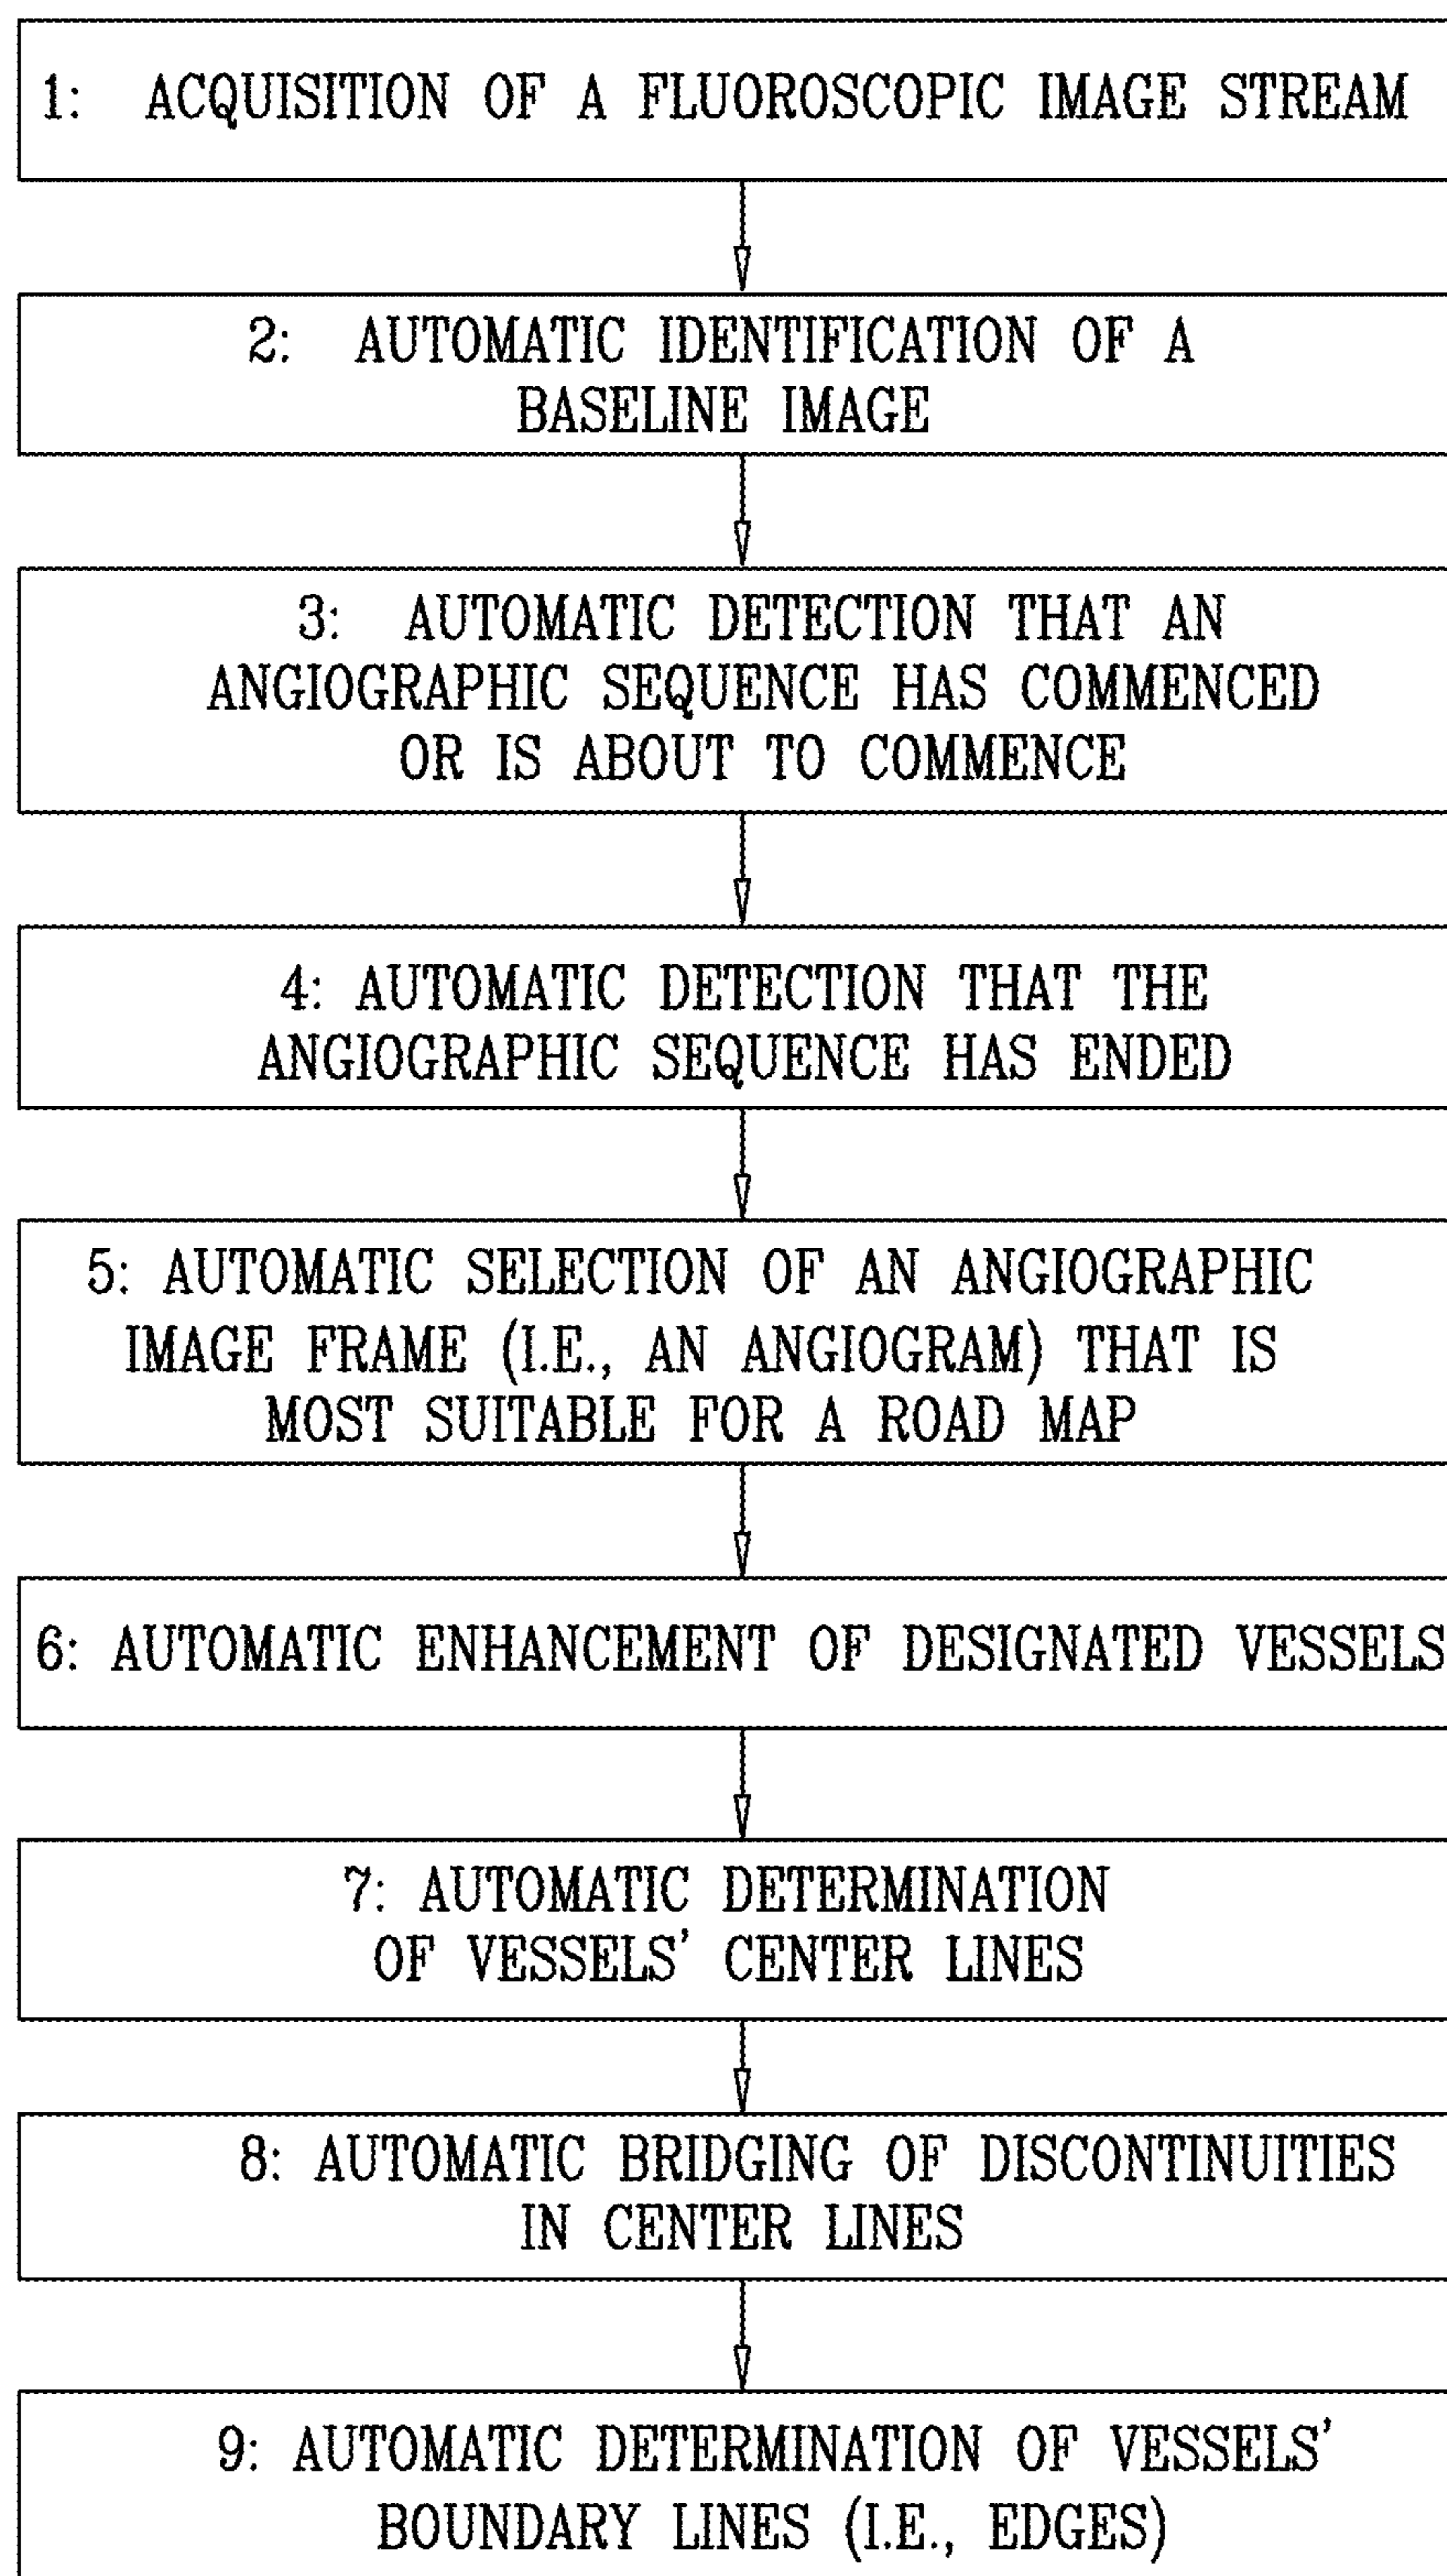 1: ACQUISITION OF A FLUOROSCOPIC IMAGE STREAM
2: AUTOMATIC IDENTIFICATION OF A
BASELINE IMAGE
3: AUTOMATIC DETECTION THAT AN
ANGIOGRAPHIC SEQUENCE HAS COMMENCED
OR IS ABOUT TO COMMENCE
4: AUTOMATIC DETECTION THAT THE
ANGIOGRAPHIC SEQUENCE HAS ENDED
5: AUTOMATIC SELECTION OF AN ANGIOGRAPHIC
IMAGE FRAME (I.E., AN ANGIOGRAM) THAT IS
MOST SUITABLE FOR A ROAD MAP
6: AUTOMATIC ENHANCEMENT OF DESIGNATED VESSELS
7: AUTOMATIC DETERMINATION
OF VESSELS' CENTER LINES
8: AUTOMATIC BRIDGING OF DISCONTINUITIES
IN CENTER LINES
9: AUTOMATIC DETERMINATION OF VESSELS'
BOUNDARY LINES (I.E., EDGES)